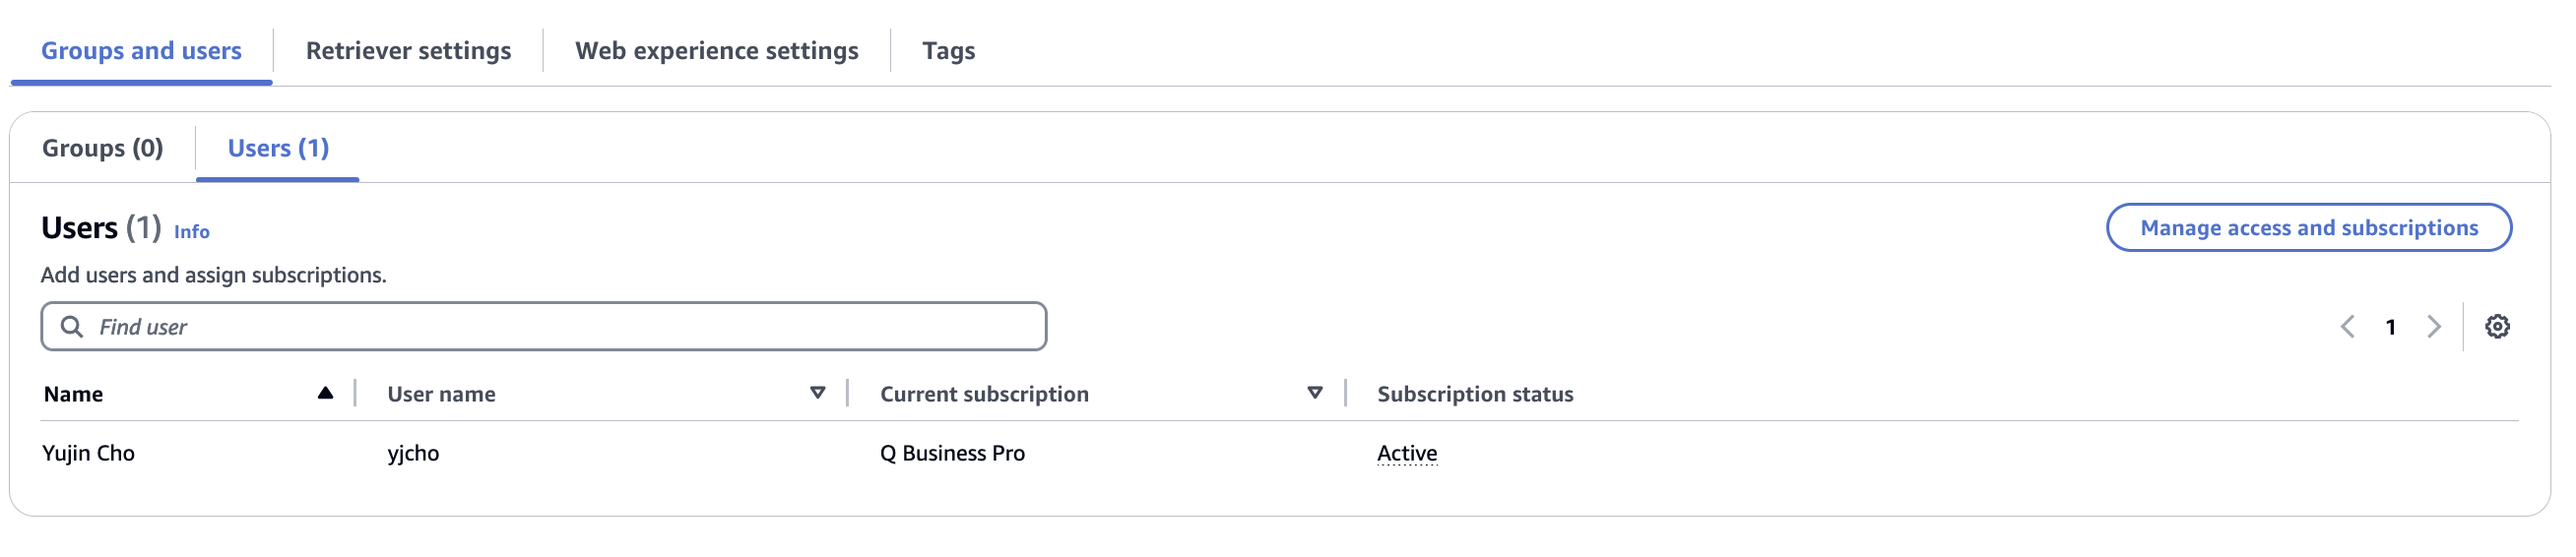 Groups and users Retriever settings Web experience settings Tags
Groups (0) Users (1)
Users (1) Info
Manage access and subscriptions
Add users and assign subscriptions.
Find user
1
Name User name Current subscription Subscription status
Yujin Cho yjcho Q Business Pro Active